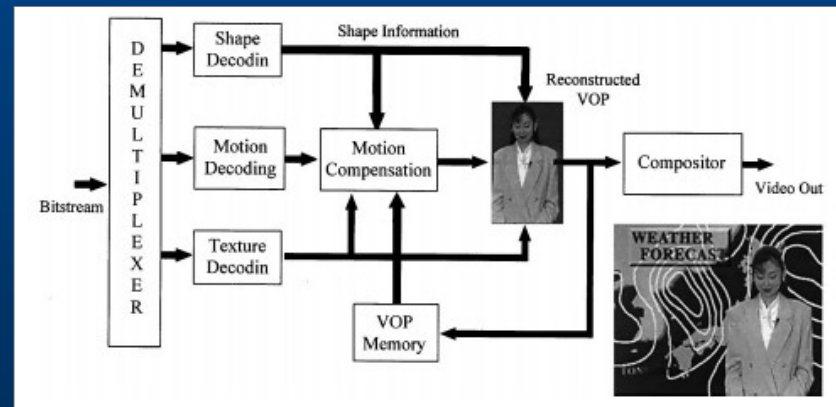 DEMULTIPLEXER
Shape
Decodin
Shape Information
Reconstructed
VOP
Motion
Decoding
Motion
Compensation
Compositor
Bitstream
Video Out
Texture
Decodin
VOP
Memory
WEATHER
FORECAST